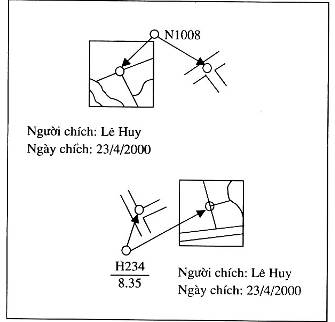 N1008
Người chích: Lê Huy
Ngày chích: 23/4/2000
H234
8.35
Người chích: Lê Huy
Ngày chích: 23/4/2000